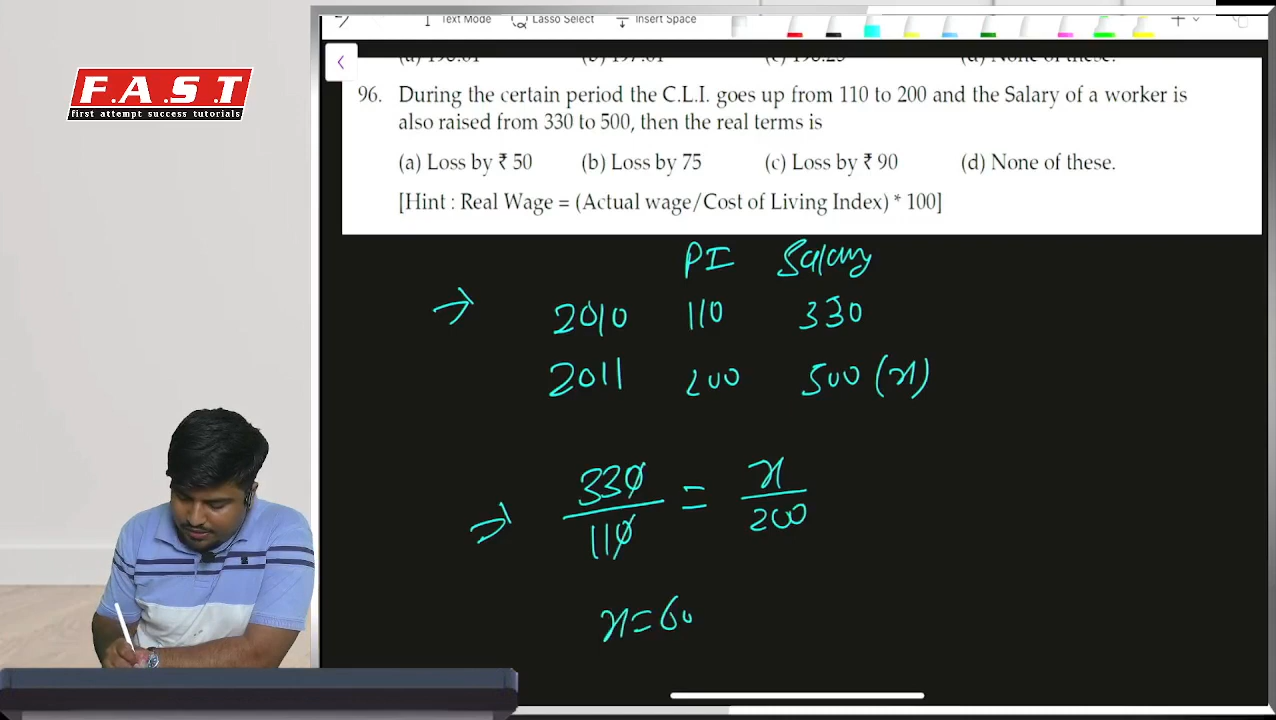 Text Mode Lasso Select Insert Space
F.A.S.T
first attempt success tutorials
(d) None of these.
96. During the certain period the C.L.I. goes up from 110 to 200 and the Salary of a worker is
also raised from 330 to 500, then the real terms is
(a) Loss by ₹ 50 (b) Loss by 75 (c) Loss by ₹ 90 (d) None of these.
[Hint : Real Wage = (Actual wage/Cost of Living Index) * 100]
PI Salary
→ 2010 110 330
2011 200 500 (x)
⇒ 330/110 = x/200
x=60